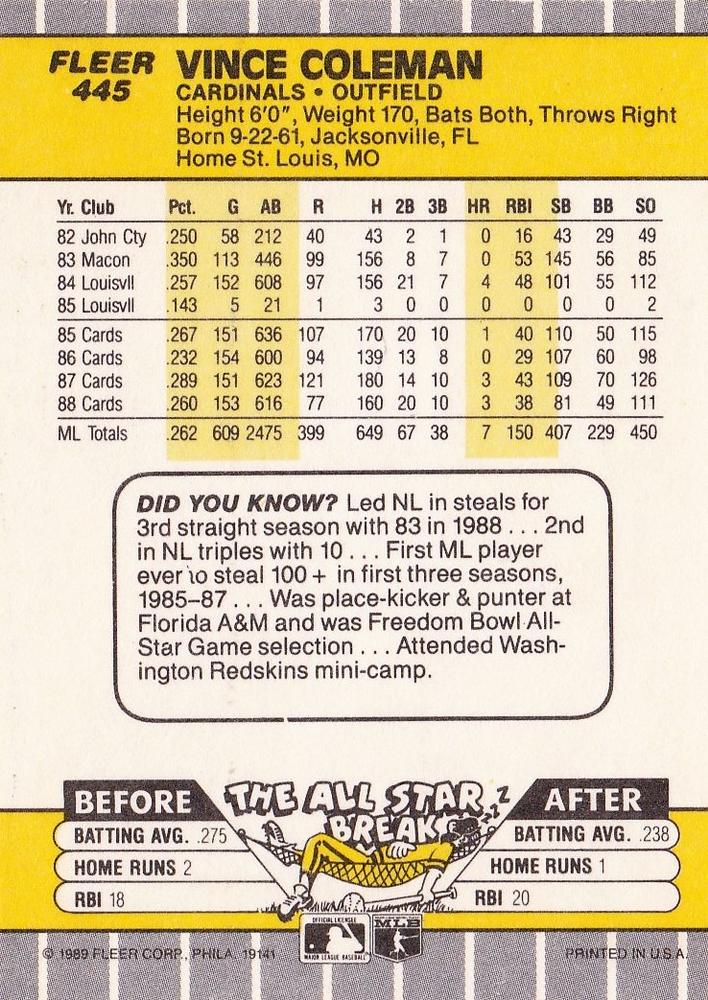 FLEER
445
VINCE COLEMAN
CARDINALS • OUTFIELD
Height 6'0", Weight 170, Bats Both, Throws Right
Born 9-22-61, Jacksonville, FL
Home St. Louis, MO
Yr. Club Pct. G AB R H 2B 3B HR RBI SB BB SO
82 John Cty .250 58 212 40 43 2 1 0 16 43 29 49
83 Macon .350 113 446 99 156 8 7 0 53 145 56 85
84 Louisvll .257 152 608 97 156 21 7 4 48 101 55 112
85 Louisvll .143 5 21 1 3 0 0 0 0 0 0 2
85 Cards .267 151 636 107 170 20 10 1 40 110 50 115
86 Cards .232 154 600 94 139 13 8 0 29 107 60 98
87 Cards .289 151 623 121 180 14 10 3 43 109 70 126
88 Cards .260 153 616 77 160 20 10 3 38 81 49 111
ML Totals .262 609 2475 399 649 67 38 7 150 407 229 450
DID YOU KNOW? Led NL in steals for
3rd straight season with 83 in 1988 . . . 2nd
in NL triples with 10 . . . First ML player
ever to steal 100 + in first three seasons,
1985–87 . . . Was place-kicker & punter at
Florida A&M and was Freedom Bowl All-
Star Game selection . . . Attended Wash-
ington Redskins mini-camp.
THE ALL STAR
BREAK
ZZZZ
BEFORE
BATTING AVG. .275
HOME RUNS 2
RBI 18
AFTER
BATTING AVG. .238
HOME RUNS 1
RBI 20
OFFICIAL LICENSEE
MAJOR LEAGUE BASEBALL
© 1989 FLEER CORP., PHILA. 19141
PRINTED IN U.S.A.